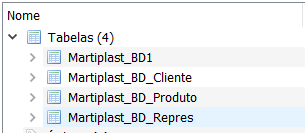 Nome
Tabelas (4)
Martiplast_BD1
Martiplast_BD_Cliente
Martiplast_BD_Produto
Martiplast_BD_Repres